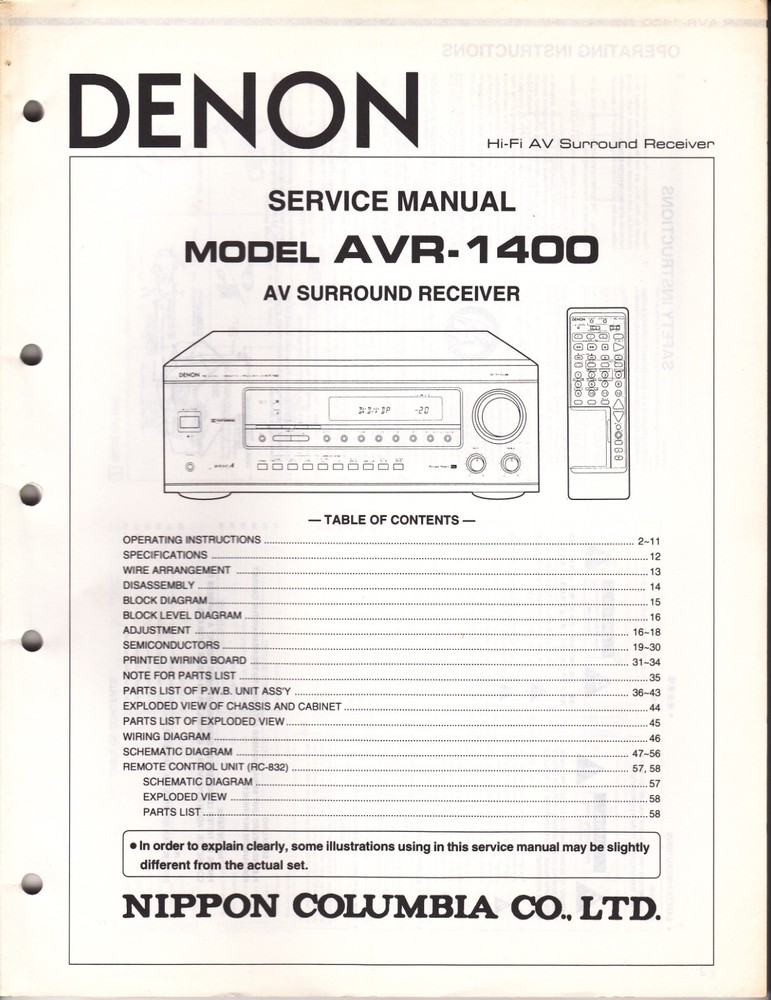 DENON
Hi-Fi AV Surround Receiver
SERVICE MANUAL
MODEL AVR-1400
AV SURROUND RECEIVER
DENON
DENON
-20
— TABLE OF CONTENTS —
OPERATING INSTRUCTIONS ........ 2~11
SPECIFICATIONS ........ 12
WIRE ARRANGEMENT ........ 13
DISASSEMBLY ........ 14
BLOCK DIAGRAM ........ 15
BLOCK LEVEL DIAGRAM ........ 16
ADJUSTMENT ........ 16~18
SEMICONDUCTORS ........ 19~30
PRINTED WIRING BOARD ........ 31~34
NOTE FOR PARTS LIST ........ 35
PARTS LIST OF P.W.B. UNIT ASS'Y ........ 36~43
EXPLODED VIEW OF CHASSIS AND CABINET ........ 44
PARTS LIST OF EXPLODED VIEW ........ 45
WIRING DIAGRAM ........ 46
SCHEMATIC DIAGRAM ........ 47~56
REMOTE CONTROL UNIT (RC-832) ........ 57, 58
SCHEMATIC DIAGRAM ........ 57
EXPLODED VIEW ........ 58
PARTS LIST ........ 58
● In order to explain clearly, some illustrations using in this service manual may be slightly
different from the actual set.
NIPPON COLUMBIA CO., LTD.